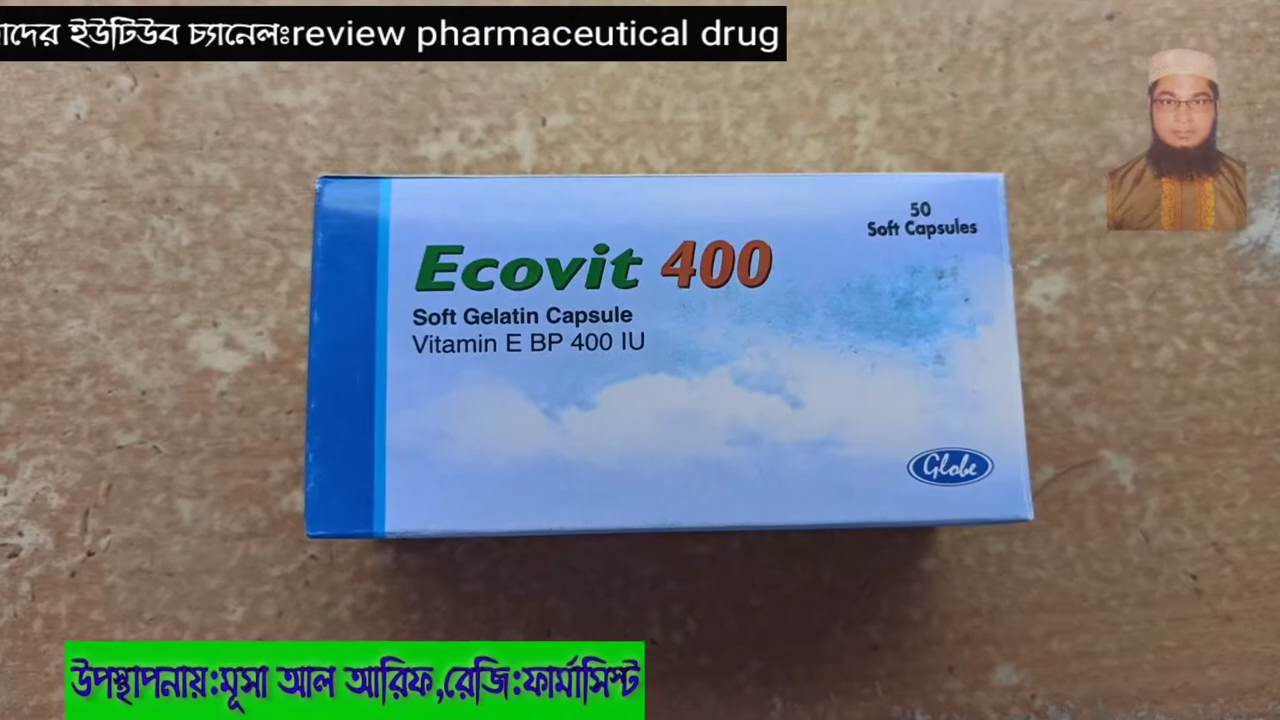 াদের ইউটিউব চ্যানেলঃreview pharmaceutical drug
50
Soft Capsules
Ecovit 400
Soft Gelatin Capsule
Vitamin E BP 400 IU
Globe
উপস্থাপনায়:মূসা আল আরিফ,রেজি:ফার্মাসিস্ট